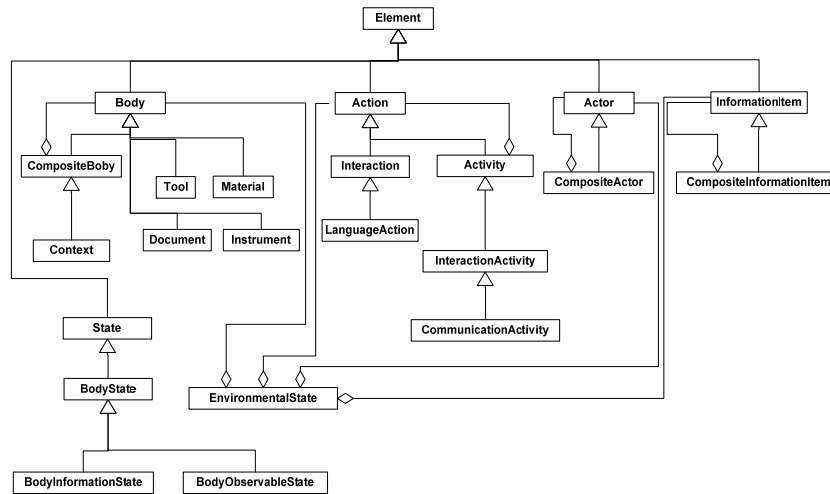 Element
Body
Action
Actor
InformationItem
CompositeBoby
Tool
Material
Interaction
Activity
CompositeActor
CompositeInformationItem
Context
Document
Instrument
LanguageAction
InteractionActivity
State
CommunicationActivity
BodyState
EnvironmentalState
BodyInformationState
BodyObservableState